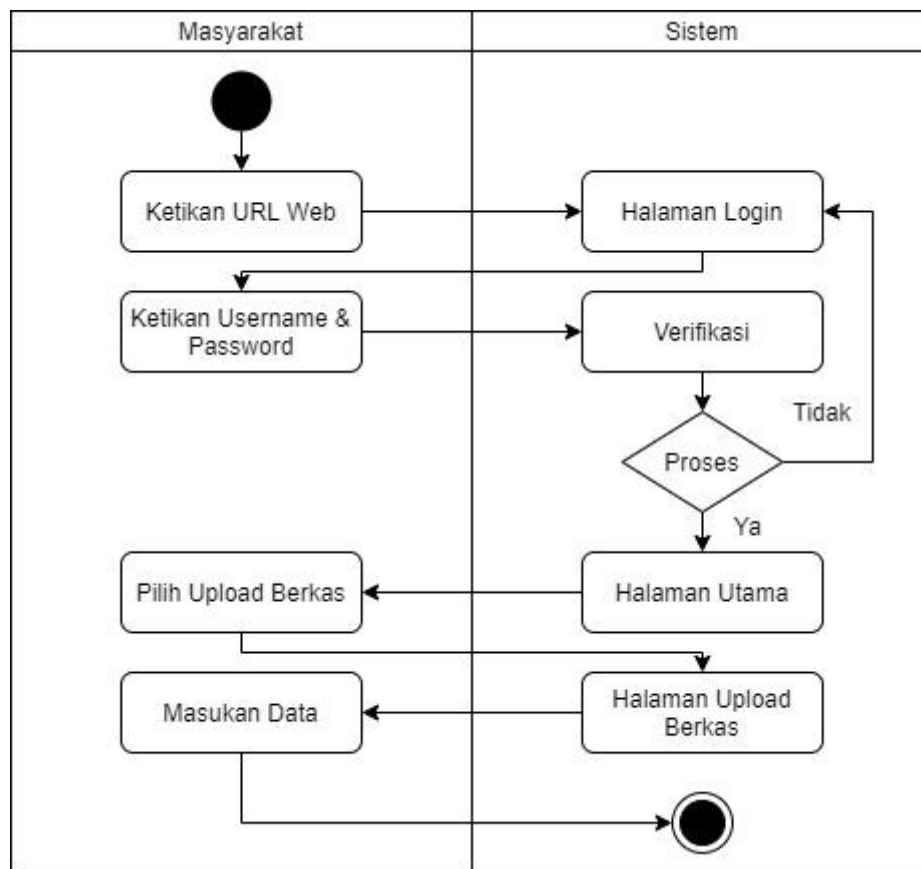 Masyarakat
Sistem
Ketikan URL Web
Halaman Login
Ketikan Username &
Password
Verifikasi
Tidak
Proses
Ya
Pilih Upload Berkas
Halaman Utama
Masukan Data
Halaman Upload
Berkas